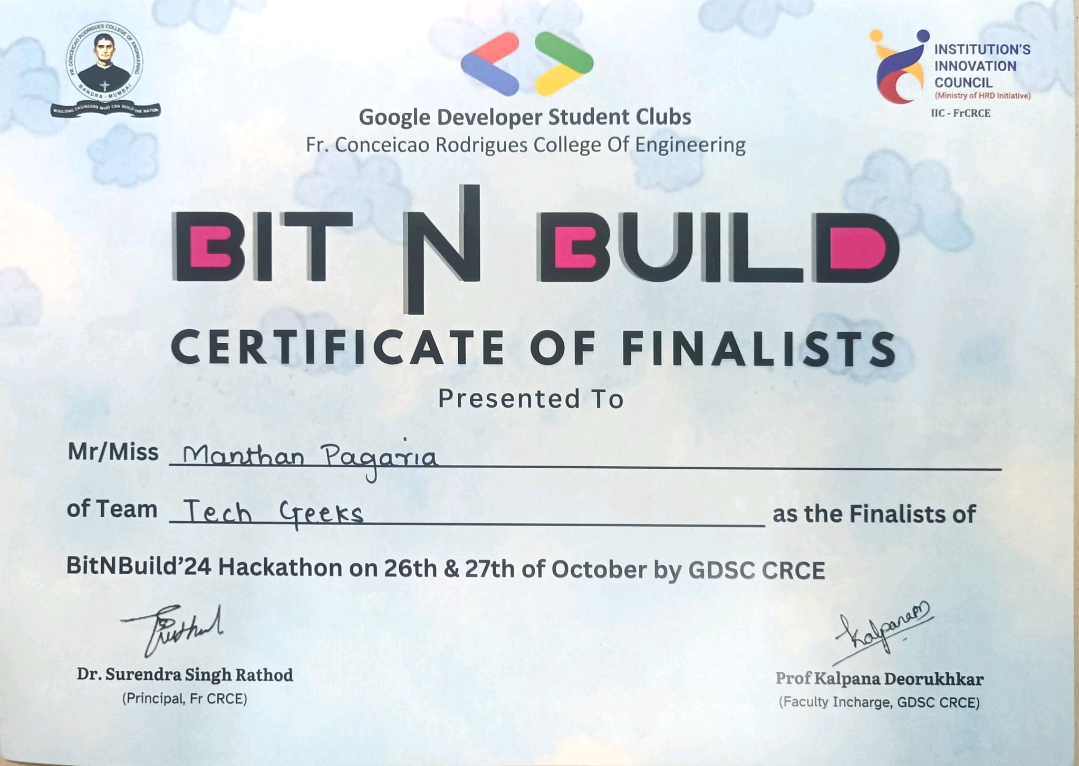 FR. CONCEICAO RODRIGUES COLLEGE OF ENGINEERING
BANDRA - MUMBAI
MOULDING ENGINEERS WHO CAN BUILD THE NATION
INSTITUTION'S
INNOVATION
COUNCIL
(Ministry of HRD Initiative)
IIC - FrCRCE
Google Developer Student Clubs
Fr. Conceicao Rodrigues College Of Engineering
BIT N BUILD
CERTIFICATE OF FINALISTS
Presented To
Mr/Miss Manthan Pagaria
of Team Tech Geeks as the Finalists of
BitNBuild'24 Hackathon on 26th & 27th of October by GDSC CRCE
Kalpana
Dr. Surendra Singh Rathod
(Principal, Fr CRCE)
Prof Kalpana Deorukhkar
(Faculty Incharge, GDSC CRCE)